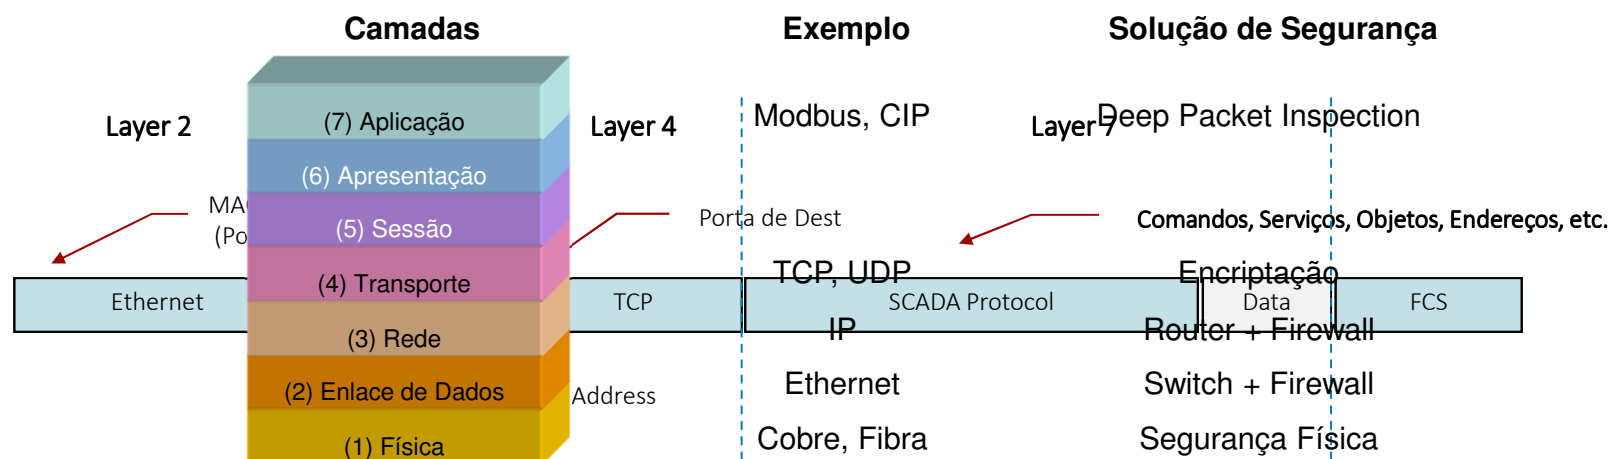 Camadas Exemplo Solução de Segurança
Layer 2 (7) Aplicação Layer 4 Modbus, CIP Layer 7 Deep Packet Inspection
(6) Apresentação
MAC
(Po
(5) Sessão Porta de Dest Comandos, Serviços, Objetos, Endereços, etc.
(4) Transporte TCP, UDP Encriptação
Ethernet TCP SCADA Protocol Data FCS
(3) Rede IP Router + Firewall
(2) Enlace de Dados Address Ethernet Switch + Firewall
(1) Física Cobre, Fibra Segurança Física